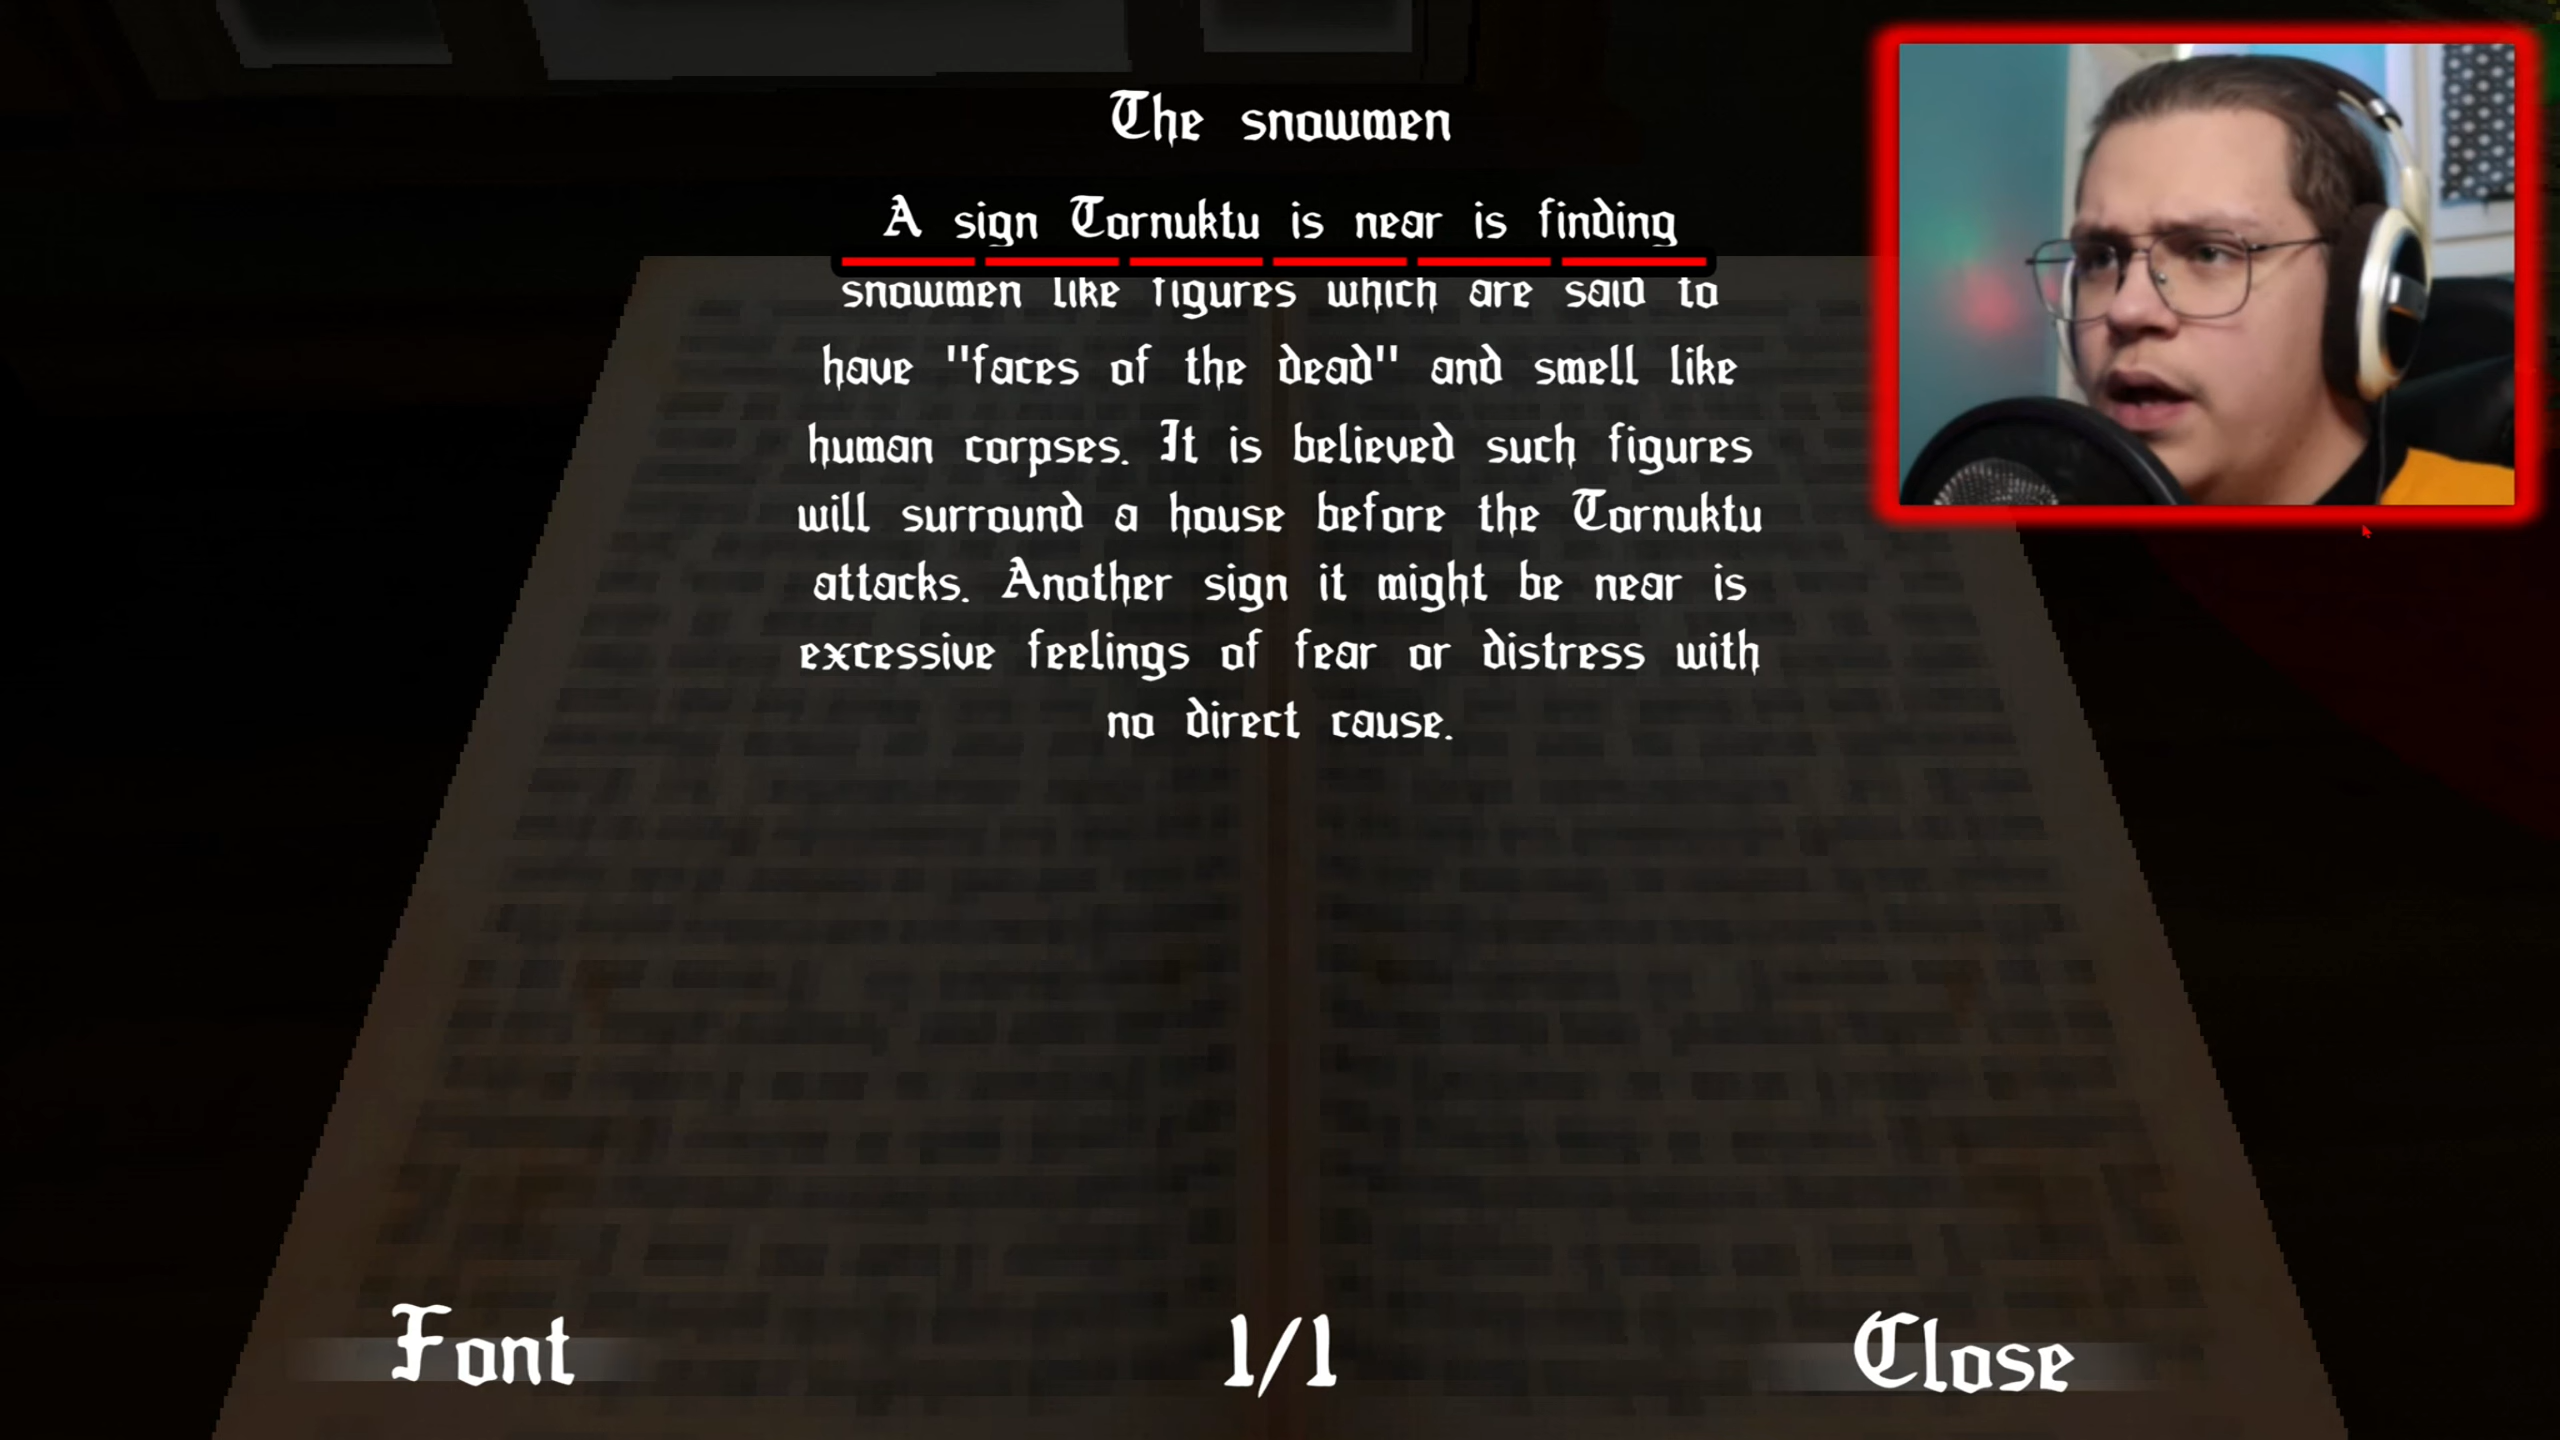 The snowmen
A sign Tornuktu is near is finding
snowmen like figures which are said to
have "faces of the dead" and smell like
human corpses. It is believed such figures
will surround a house before the Tornuktu
attacks. Another sign it might be near is
excessive feelings of fear or distress with
no direct cause.
Font
1/1
Close